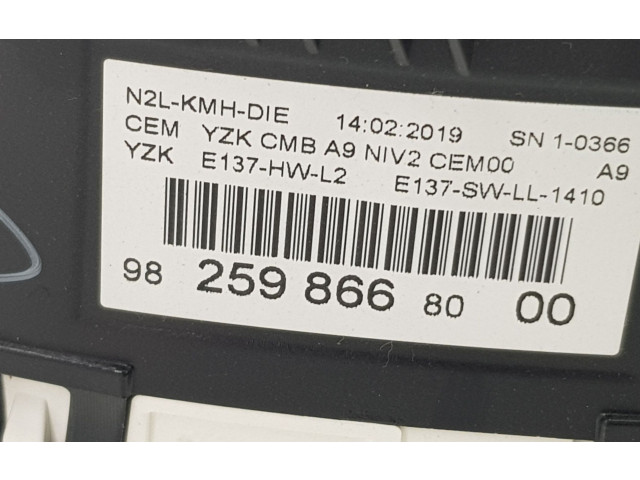 N2L-KMH-DIE 14:02:2019 SN 1-0366
CEM YZK CMB A9 NIV2 CEM00 A9
YZK E137-HW-L2 E137-SW-LL-1410
98 259 866 80 00